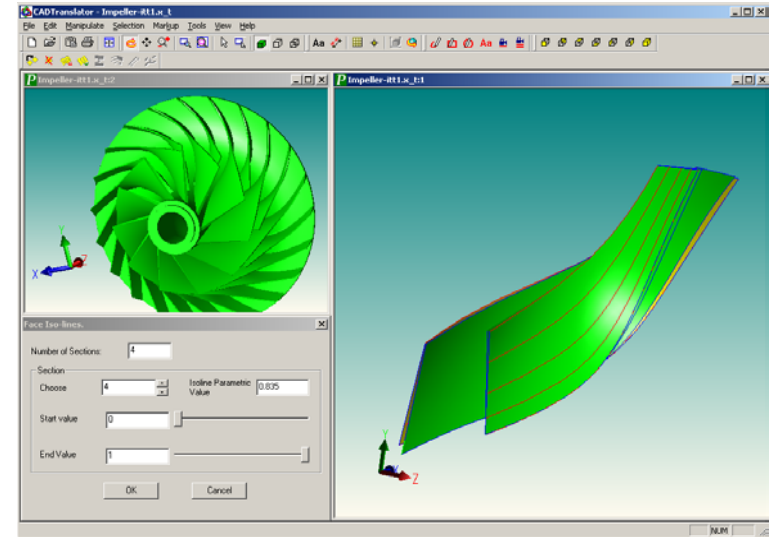 CADTranslator - Impeller-itt1.x_t
File Edit Manipulate Selection Markup Tools View Help
Aa
Aa
Impeller-itt1.x_t:2
Impeller-itt1.x_t:1
Y
X
Z
Face Iso-lines.
Number of Sections: 4
Section
Choose 4 Isoline Parametric Value 0.835
Start value 0
End Value 1
OK Cancel
Y
X
Z
NUM